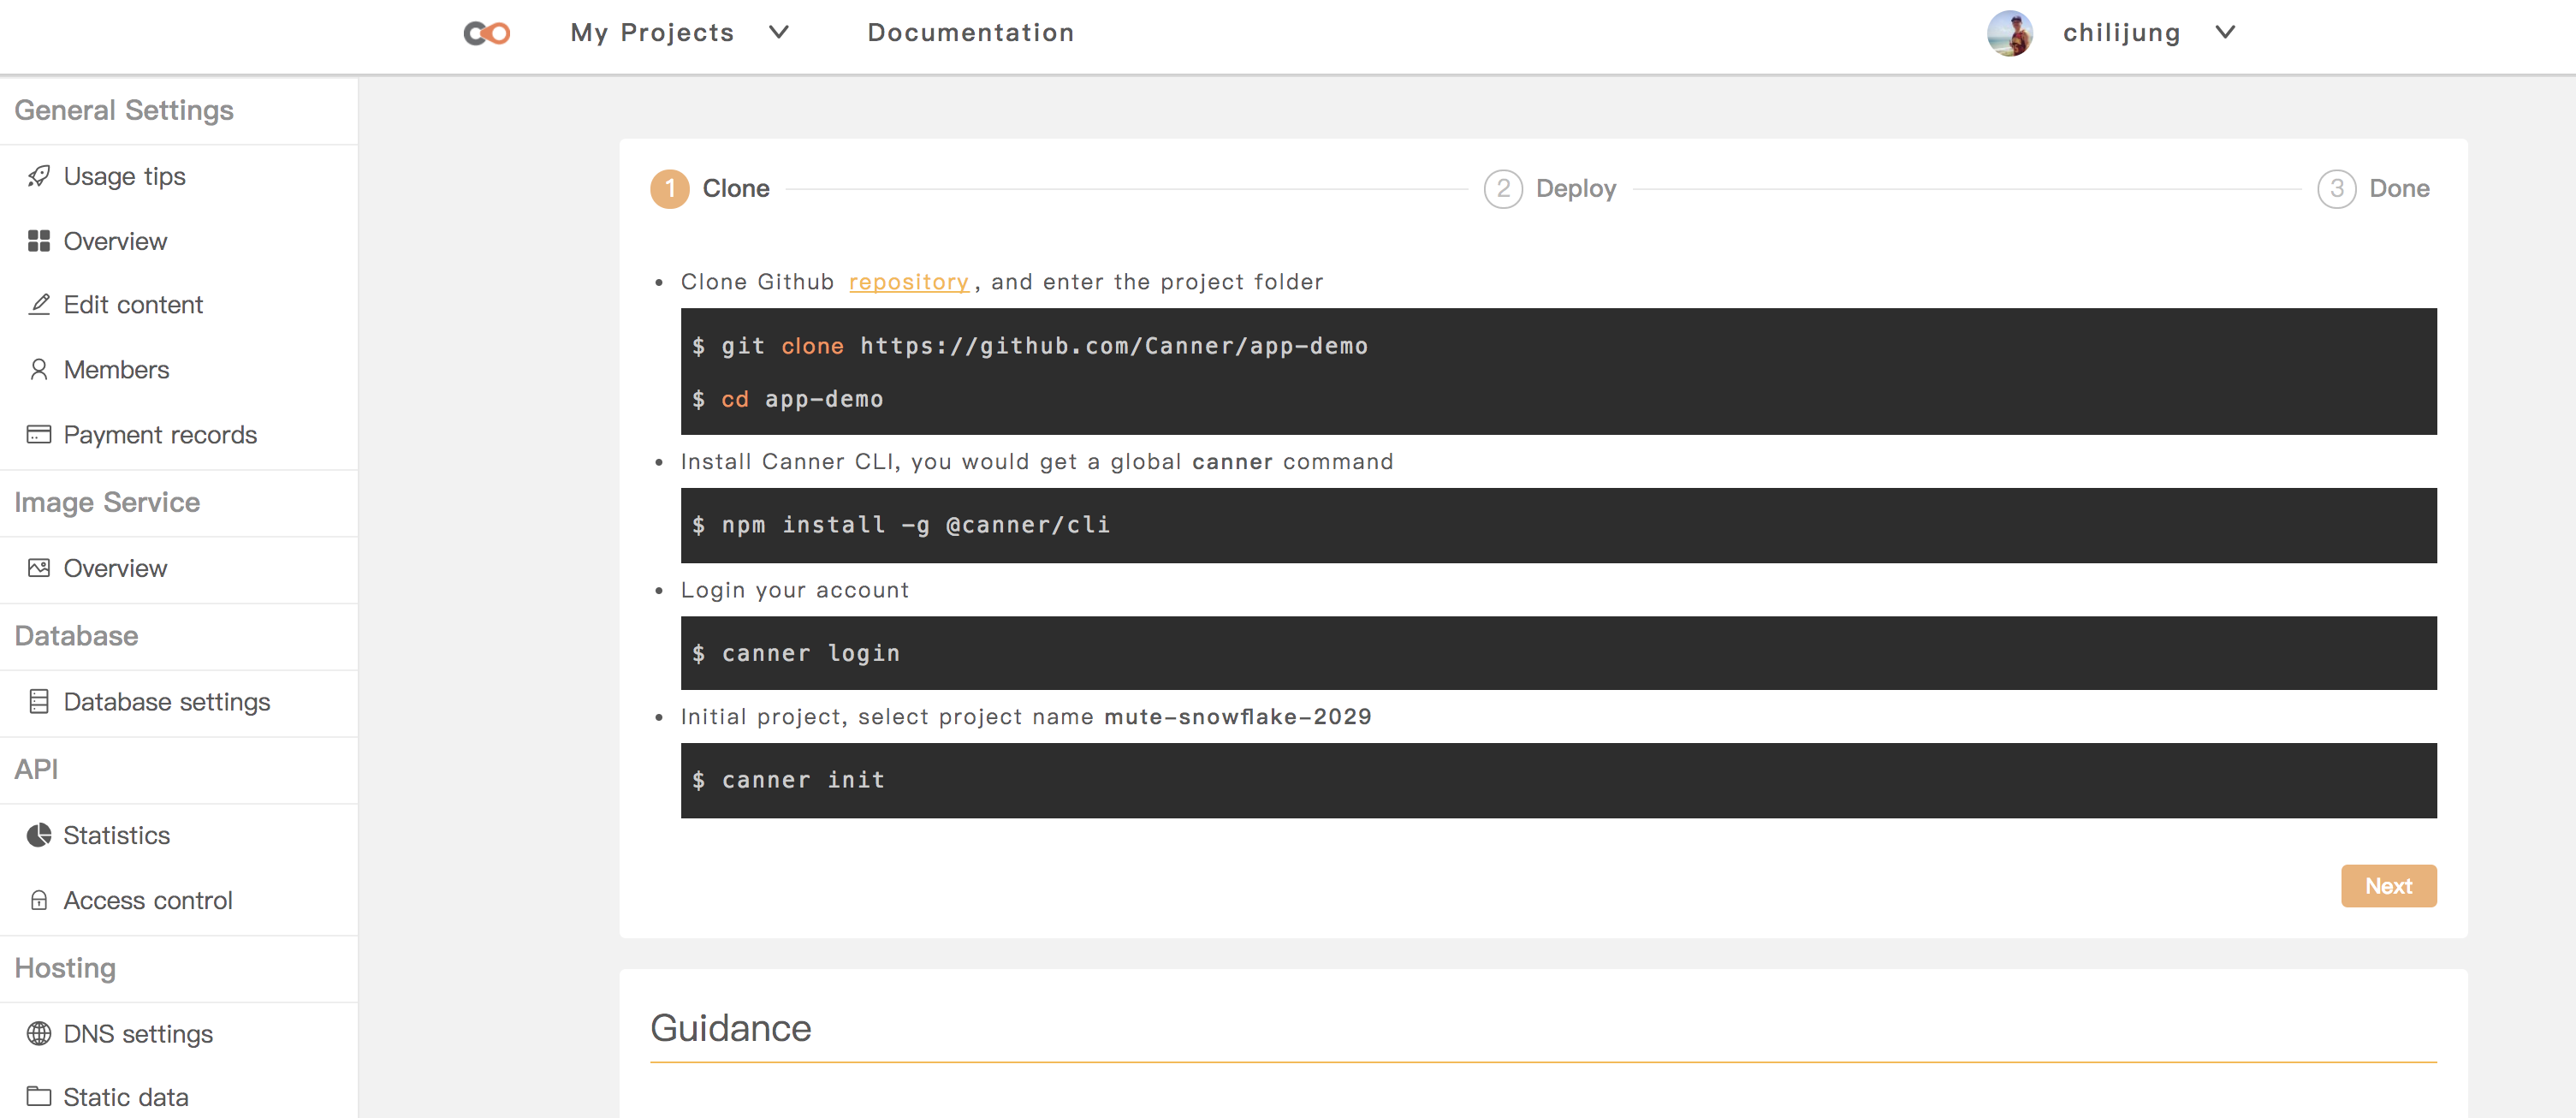 My Projects
Documentation
chilijung
General Settings
Usage tips
Overview
Edit content
Members
Payment records
Image Service
Overview
Database
Database settings
API
Statistics
Access control
Hosting
DNS settings
Static data
1 Clone
2 Deploy
3 Done
• Clone Github repository, and enter the project folder
$ git clone https://github.com/Canner/app-demo
$ cd app-demo
• Install Canner CLI, you would get a global canner command
$ npm install -g @canner/cli
• Login your account
$ canner login
• Initial project, select project name mute-snowflake-2029
$ canner init
Next
Guidance